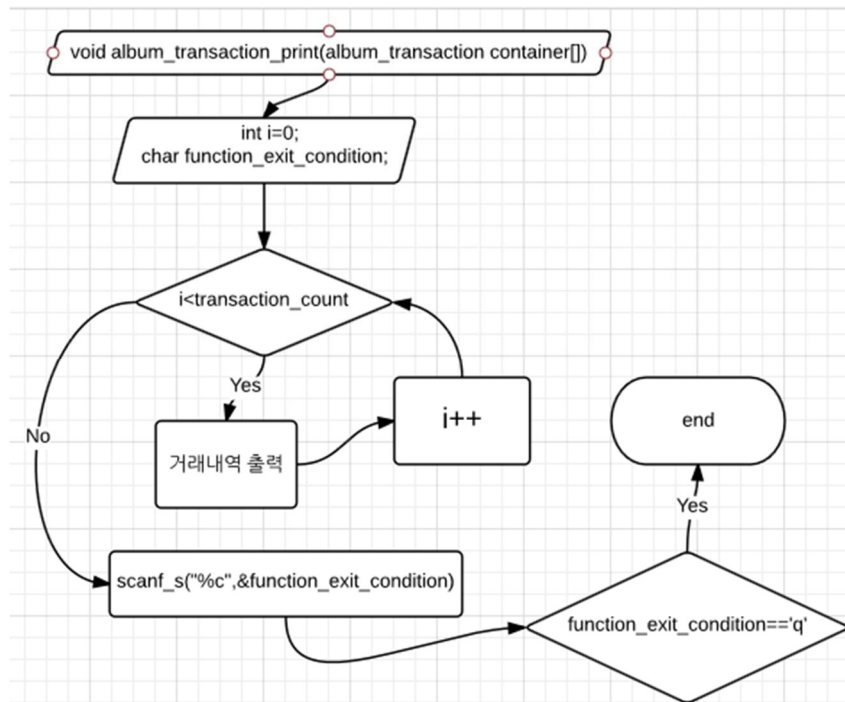 void album_transaction_print(album_transaction container[])
int i=0;
char function_exit_condition;
i<transaction_count
Yes
i++
end
No
거래내역 출력
Yes
scanf_s("%c",&function_exit_condition)
function_exit_condition=='q'